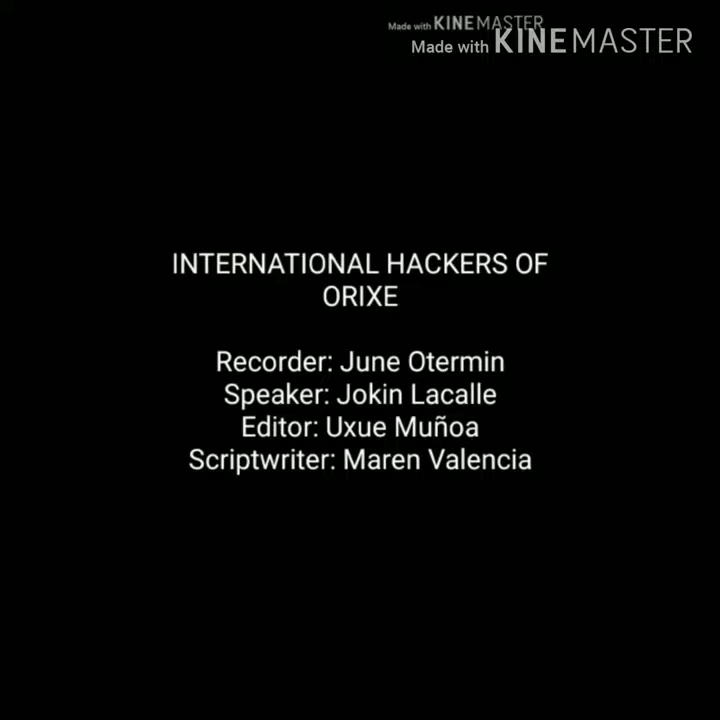 Made with KINEMASTER
Made with KINEMASTER
INTERNATIONAL HACKERS OF
ORIXE
Recorder: June Otermin
Speaker: Jokin Lacalle
Editor: Uxue Muñoa
Scriptwriter: Maren Valencia